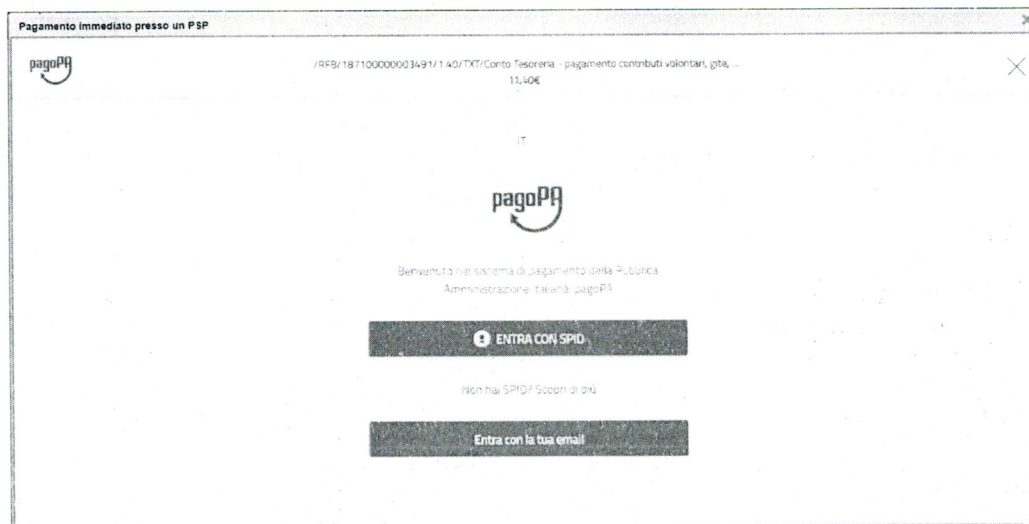 Pagamento immediato presso un PSP
pagoPA
/RFB/187100000003491/1.40/TXT/Conto Tesoreria - pagamento contributi volontari, gite, ...
11,40€
IT
pagoPA
Benvenuto nel sistema di pagamento della Pubblica
Amministrazione italiana: pagoPA
ENTRA CON SPID
Non hai SPID? Scopri di più
Entra con la tua email